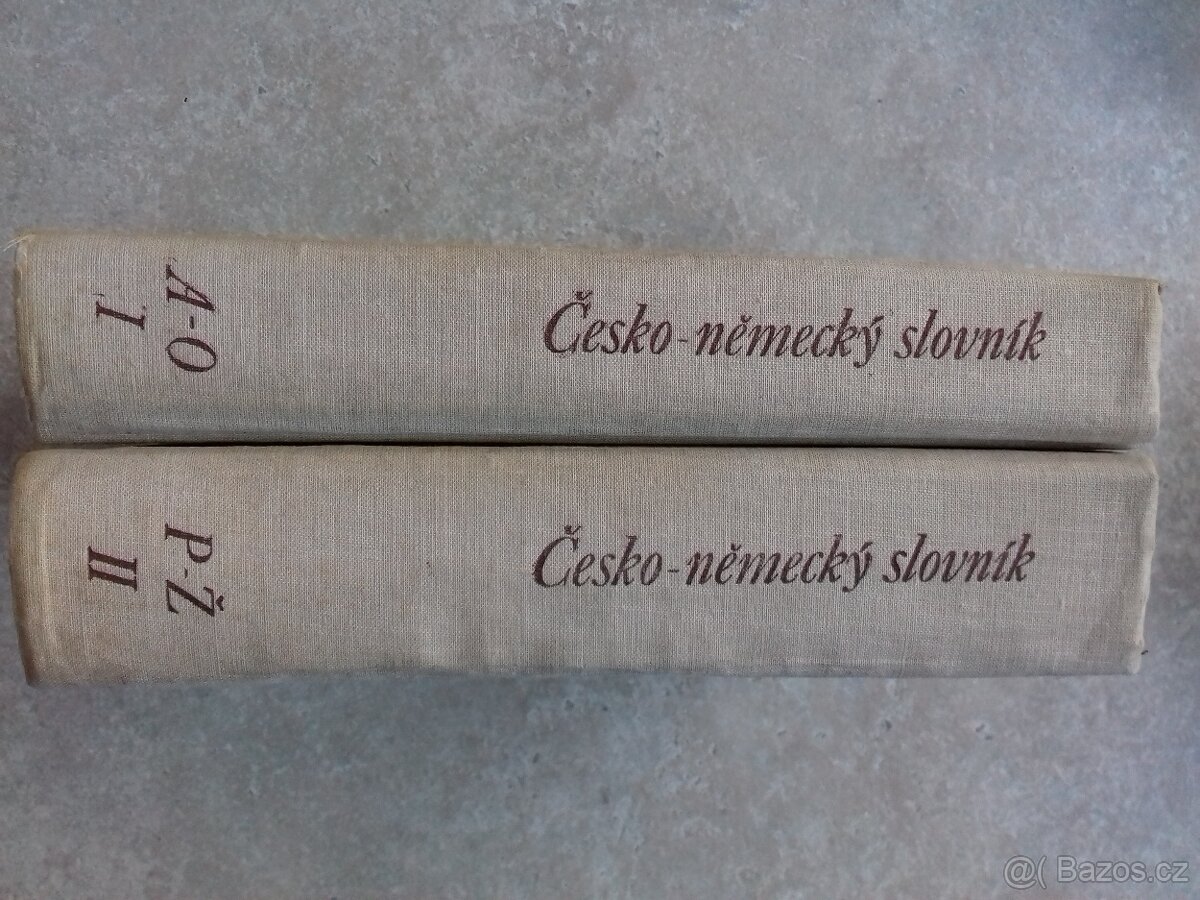 A-O
I
Česko-německý slovník
P-Ž
II
Česko-německý slovník
@( Bazos.cz